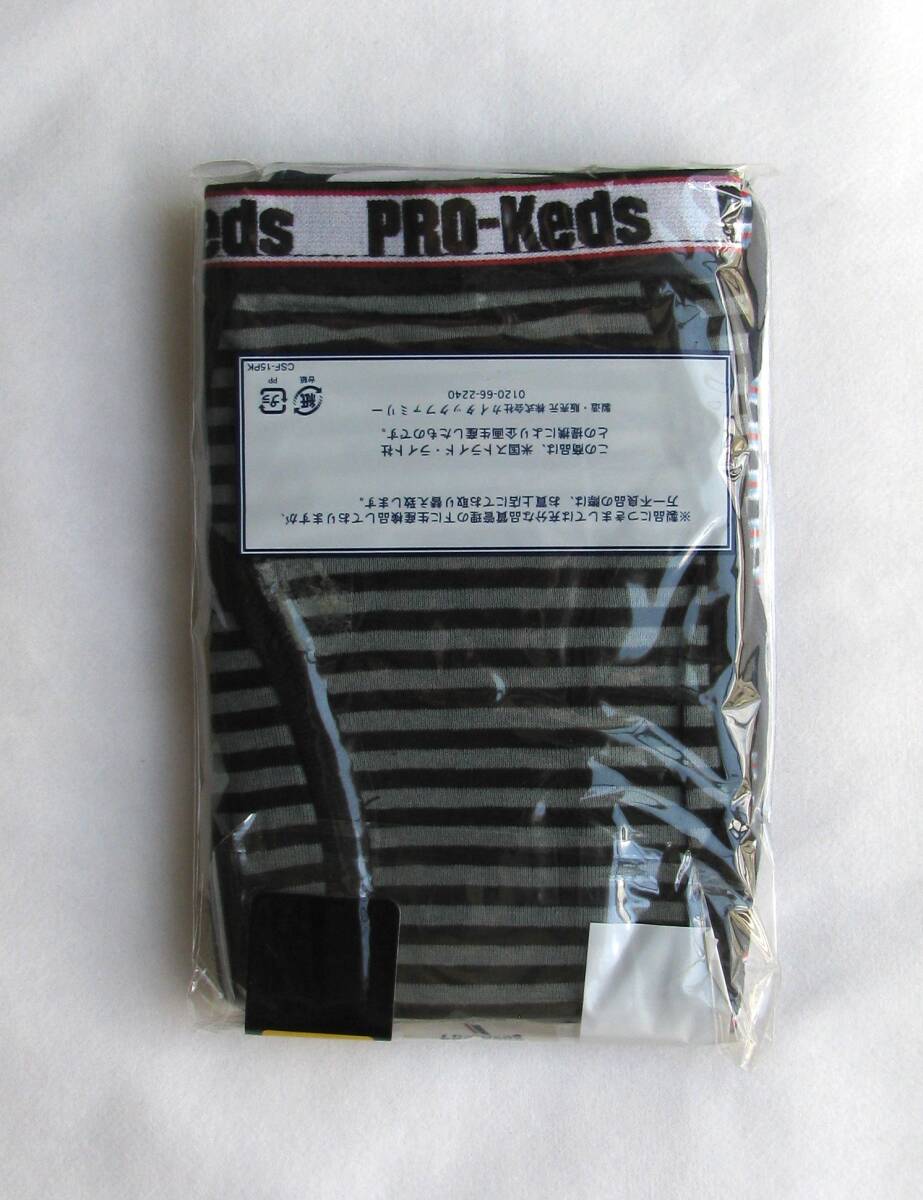 eds PRO-Keds
※製品につきましては充分な品質管理の下に生産検品しておりますが、
万一不良品の際は、お買上店にてお取り替え致します。
この商品は、米国ストライド・ライト社
との提携により企画生産したものです。
製造・販売元 株式会社カイタックファミリー
0120-66-2240
紙 プラ
台紙 PP
CSF-15PK